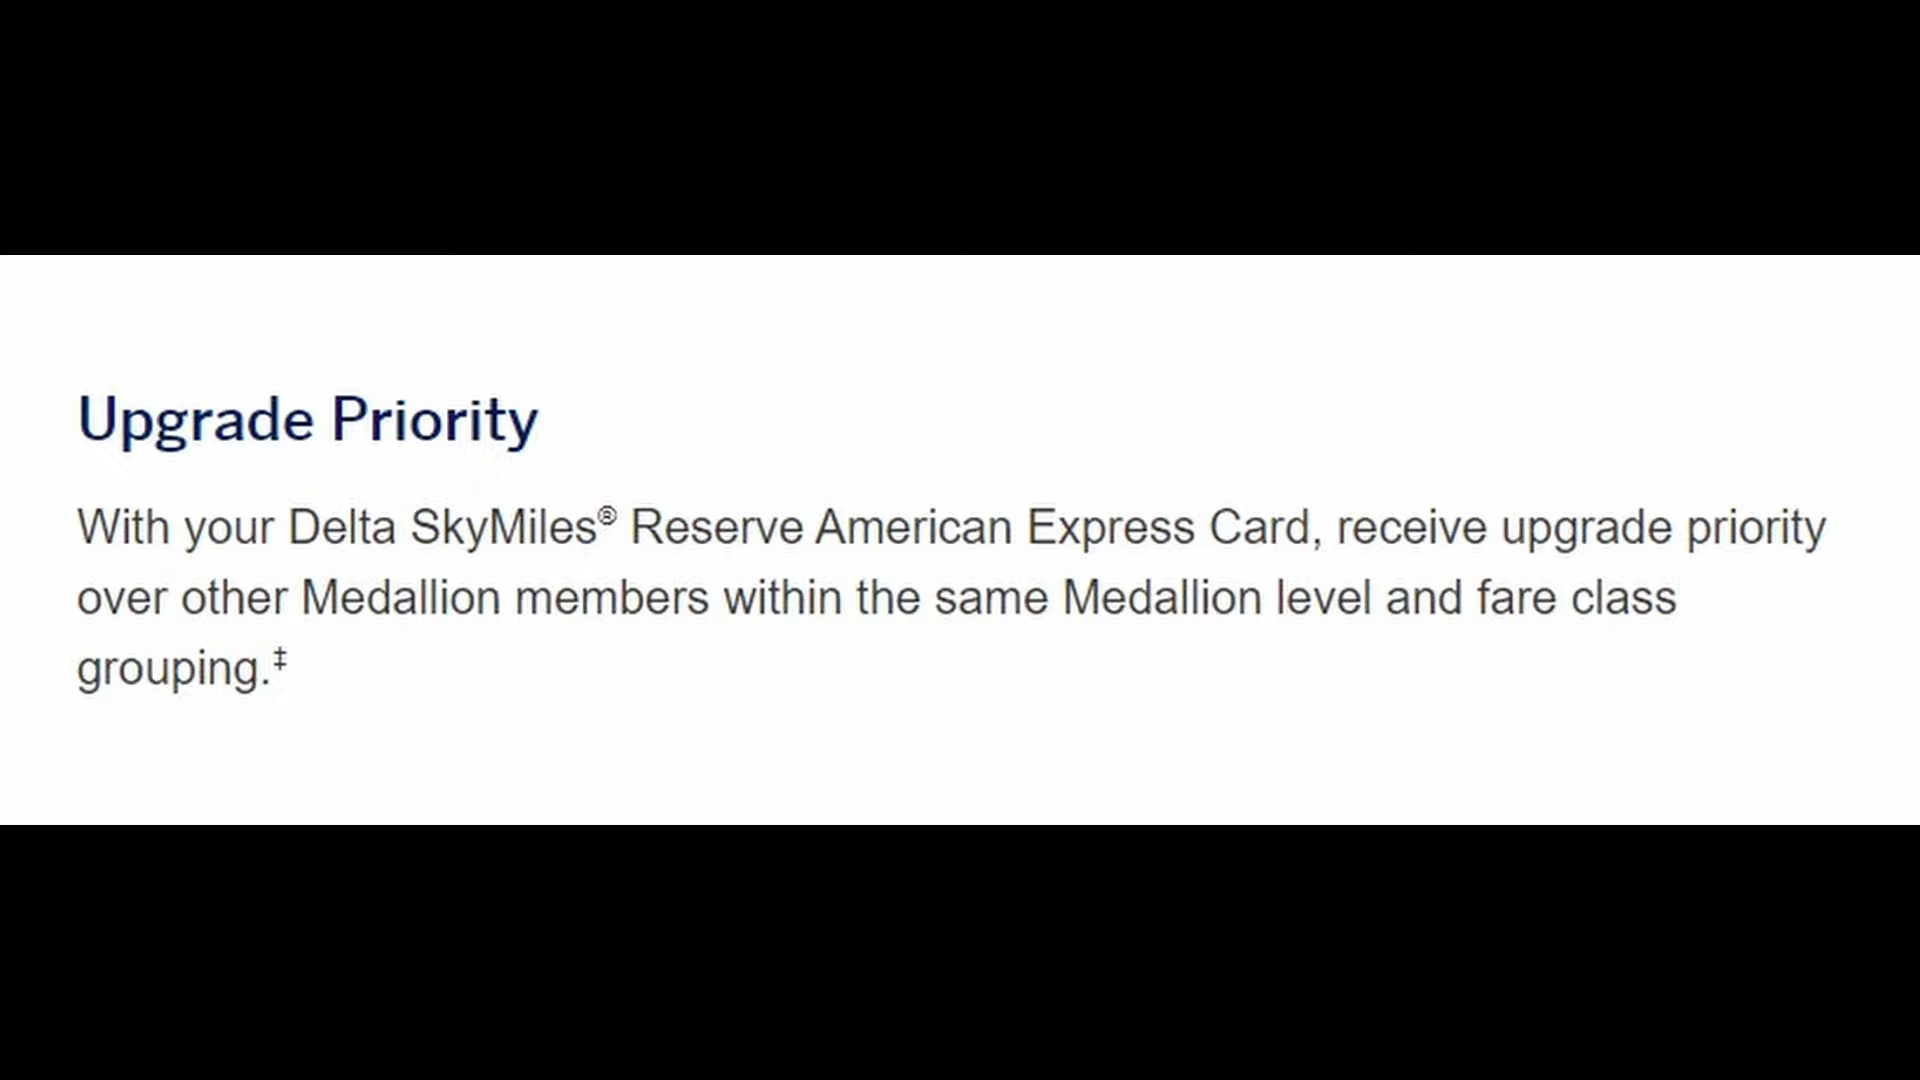 Upgrade Priority
With your Delta SkyMiles® Reserve American Express Card, receive upgrade priority
over other Medallion members within the same Medallion level and fare class
grouping.‡